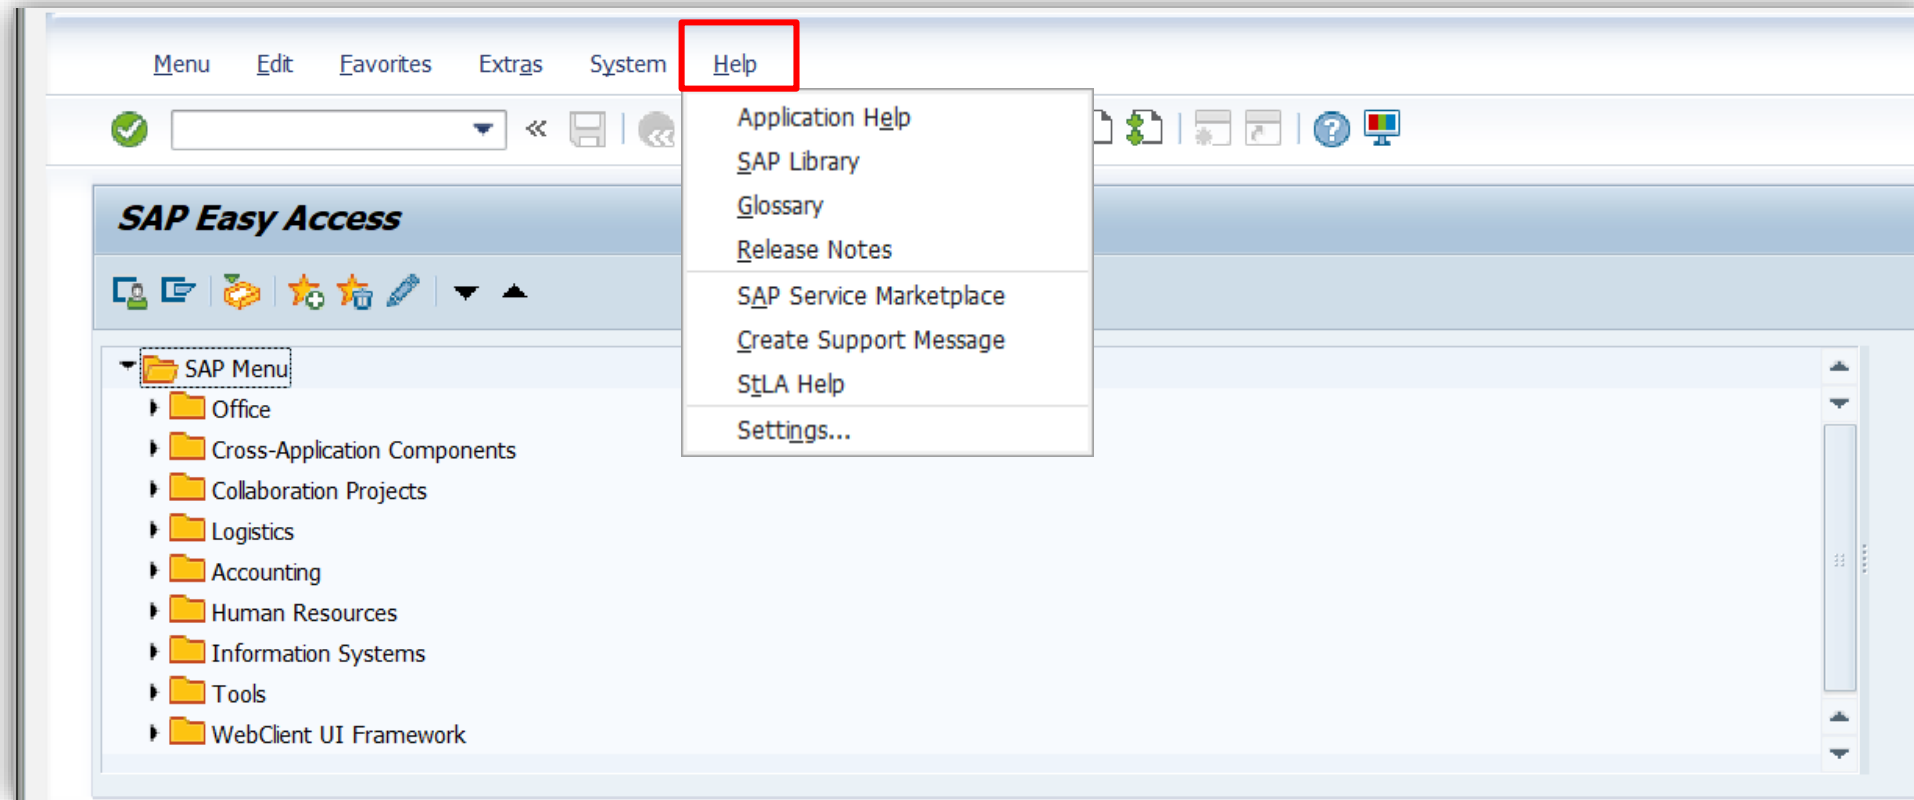 Menu Edit Favorites Extras System Help
Application Help
SAP Library
Glossary
Release Notes
SAP Service Marketplace
Create Support Message
StLA Help
Settings...
SAP Easy Access
SAP Menu
Office
Cross-Application Components
Collaboration Projects
Logistics
Accounting
Human Resources
Information Systems
Tools
WebClient UI Framework